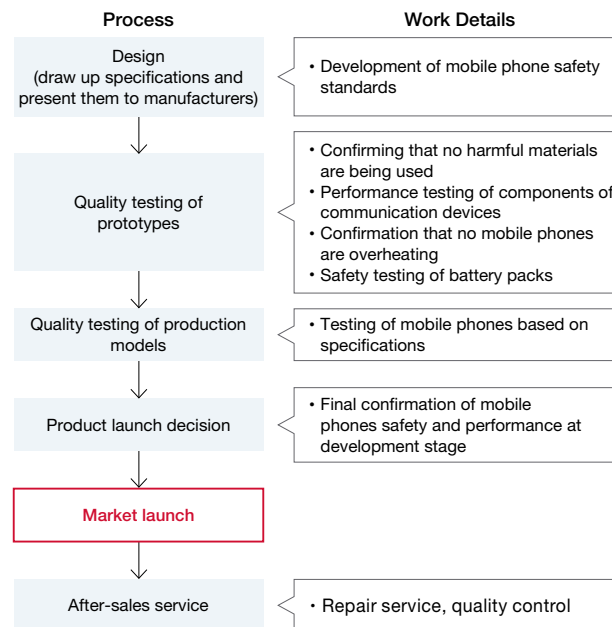 Process
Work Details
Design
(draw up specifications and
present them to manufacturers)
・Development of mobile phone safety
standards
Quality testing of
prototypes
・Confirming that no harmful materials
are being used
・Performance testing of components of
communication devices
・Confirmation that no mobile phones
are overheating
・Safety testing of battery packs
Quality testing of production
models
・Testing of mobile phones based on
specifications
Product launch decision
・Final confirmation of mobile
phones safety and performance at
development stage
Market launch
After-sales service
・Repair service, quality control